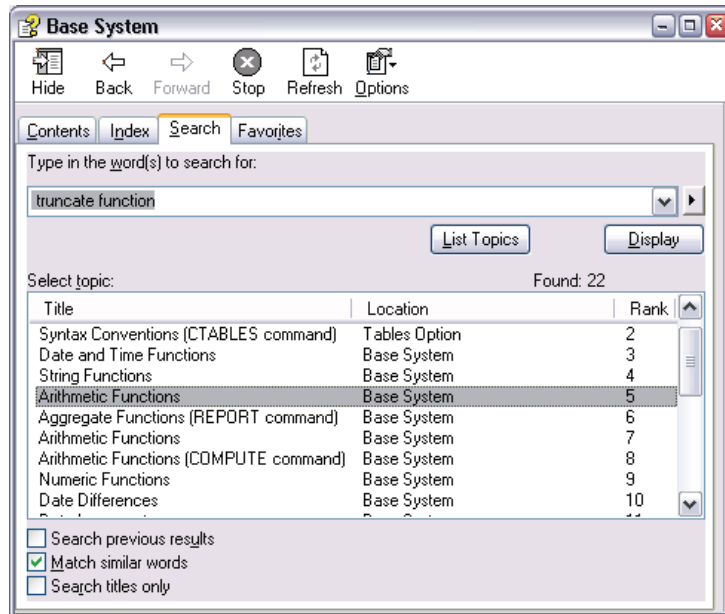 Base System
Hide Back Forward Stop Refresh Options
Contents Index Search Favorites
Type in the word(s) to search for:
truncate function
List Topics Display
Select topic: Found: 22
Title Location Rank
Syntax Conventions (CTABLES command) Tables Option 2
Date and Time Functions Base System 3
String Functions Base System 4
Arithmetic Functions Base System 5
Aggregate Functions (REPORT command) Base System 6
Arithmetic Functions Base System 7
Arithmetic Functions (COMPUTE command) Base System 8
Numeric Functions Base System 9
Date Differences Base System 10
Search previous results
Match similar words
Search titles only